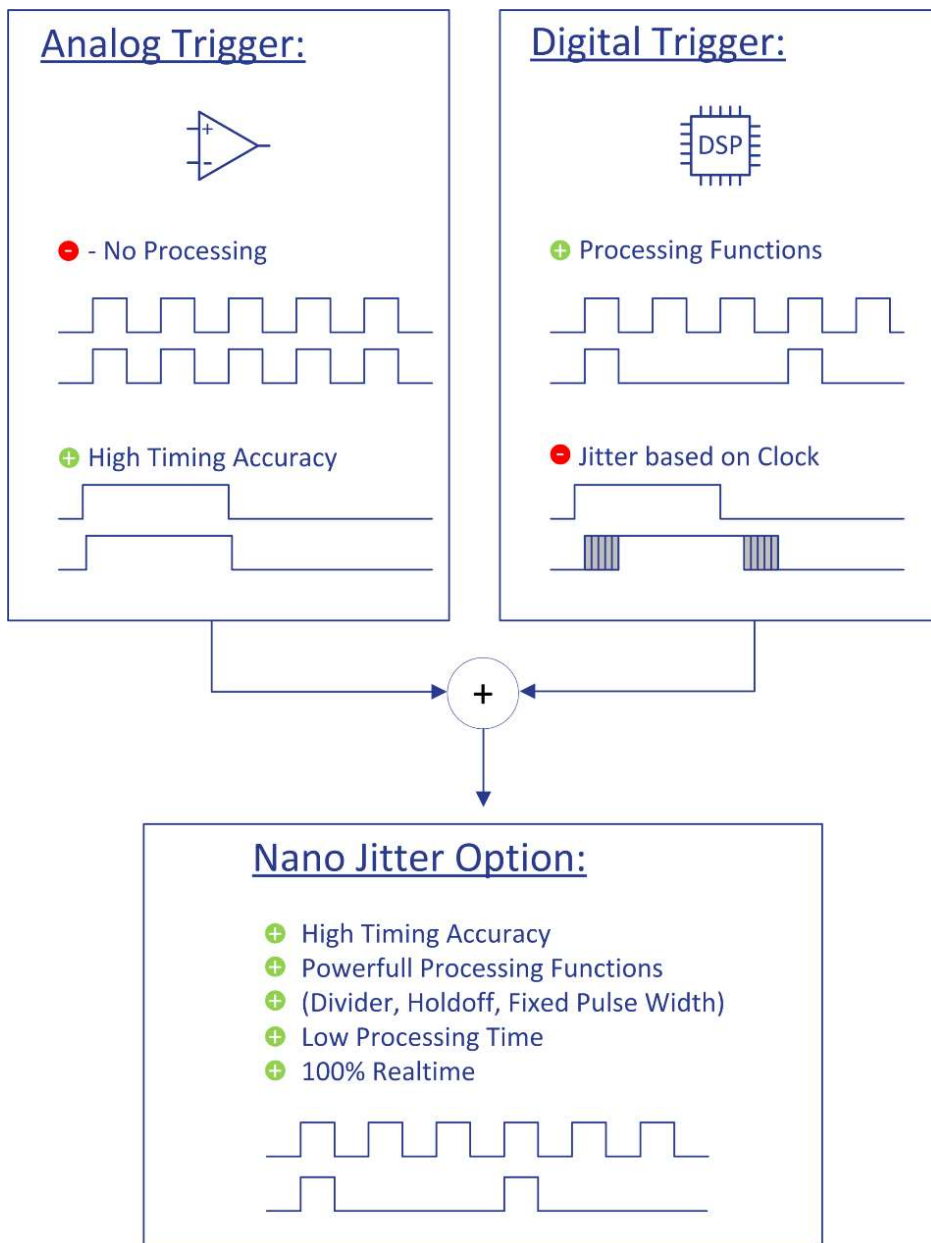 Analog Trigger:
+
-
- No Processing
High Timing Accuracy
Digital Trigger:
DSP
Processing Functions
Jitter based on Clock
+
Nano Jitter Option:
High Timing Accuracy
Powerfull Processing Functions
(Divider, Holdoff, Fixed Pulse Width)
Low Processing Time
100% Realtime